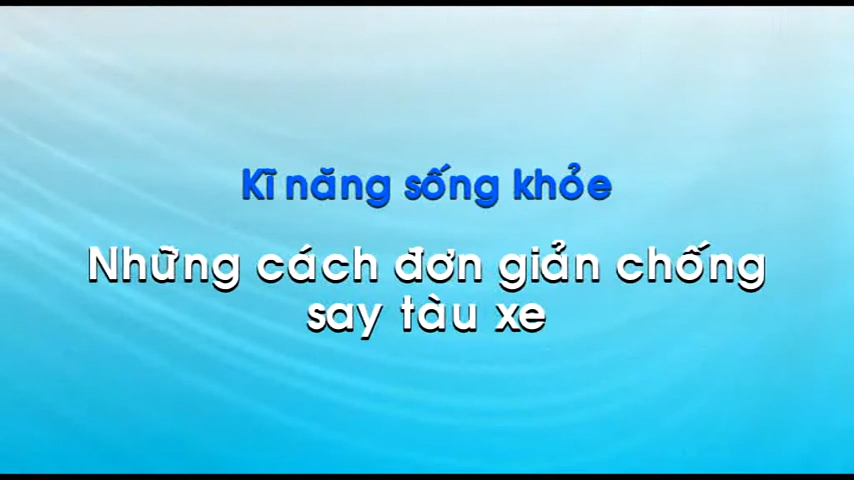 Kĩ năng sống khỏe
Những cách đơn giản chống
say tàu xe